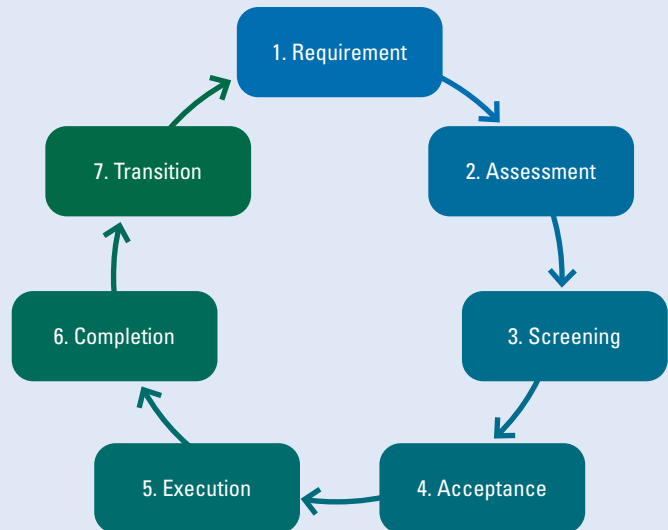 1. Requirement
2. Assessment
3. Screening
4. Acceptance
5. Execution
6. Completion
7. Transition